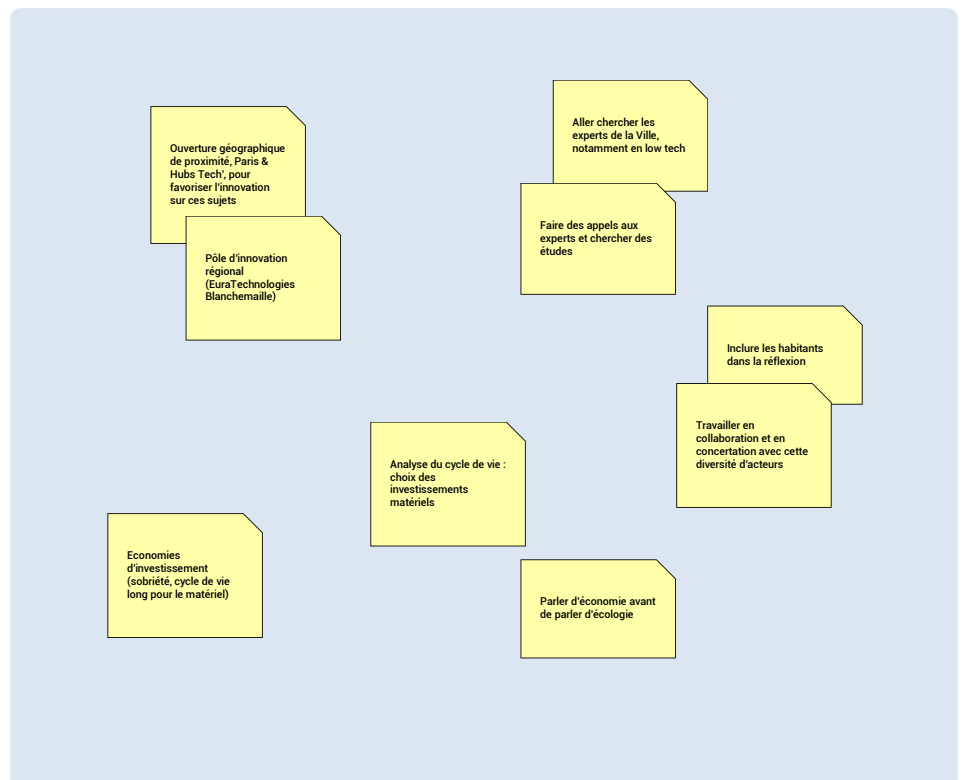 Ouverture géographique
de proximité, Paris &
Hubs Tech', pour
favoriser l'innovation
sur ces sujets
Pôle d'innovation
régional
(EuraTechnologies
Blanchemaille)
Aller chercher les
experts de la Ville,
notamment en low tech
Faire des appels aux
experts et chercher des
études
Inclure les habitants
dans la réflexion
Travailler en
collaboration et en
concertation avec cette
diversité d'acteurs
Analyse du cycle de vie :
choix des
investissements
matériels
Economies
d'investissement
(sobriété, cycle de vie
long pour le matériel)
Parler d'économie avant
de parler d'écologie